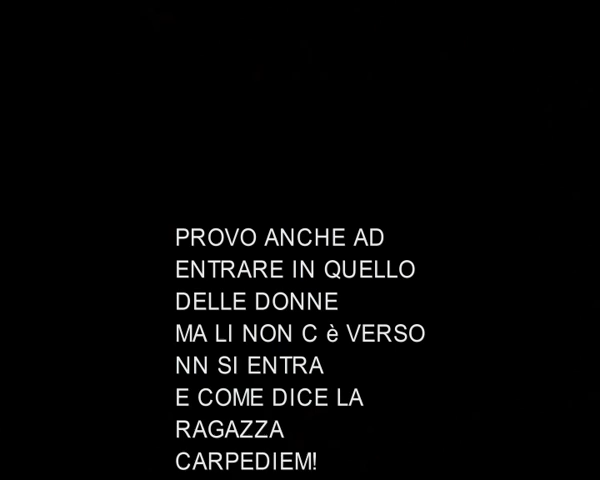 PROVO ANCHE AD
ENTRARE IN QUELLO
DELLE DONNE
MA LI NON C è VERSO
NN SI ENTRA
E COME DICE LA
RAGAZZA
CARPEDIEM!